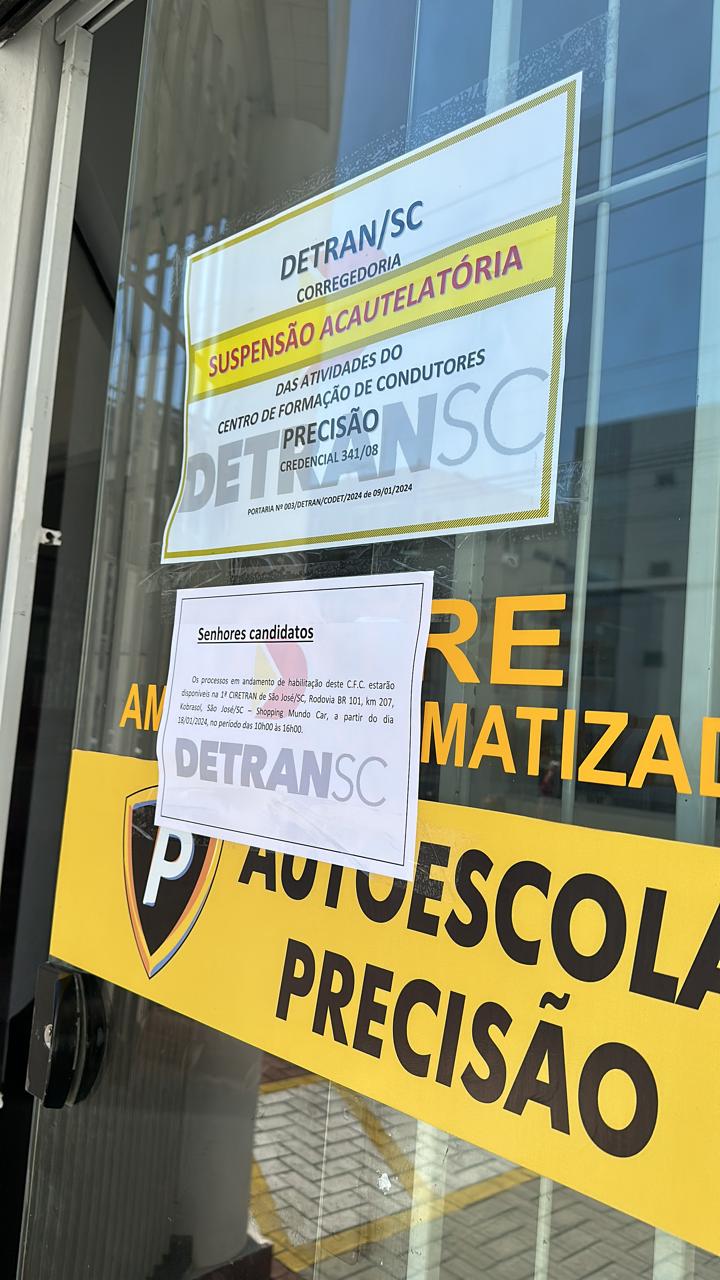 DETRAN/SC
CORREGEDORIA
SUSPENSÃO ACAUTELATÓRIA
DAS ATIVIDADES DO
CENTRO DE FORMAÇÃO DE CONDUTORES
PRECISÃO
DETRANSC
CREDENCIAL 341/08
PORTARIA Nº 003/DETRAN/CODET/2024 de 09/01/2024
Senhores candidatos
Os processos em andamento de habilitação deste C.F.C. estarão
disponíveis na 1ª CIRETRAN de São José/SC, Rodovia BR 101, km 207,
Kobrasol, São José/SC – Shopping Mundo Car, a partir do dia
18/01/2024, no período das 10h00 às 16h00.
DETRANSC
RE
AM MATIZAD
P
AUTOESCOLA
PRECISÃO